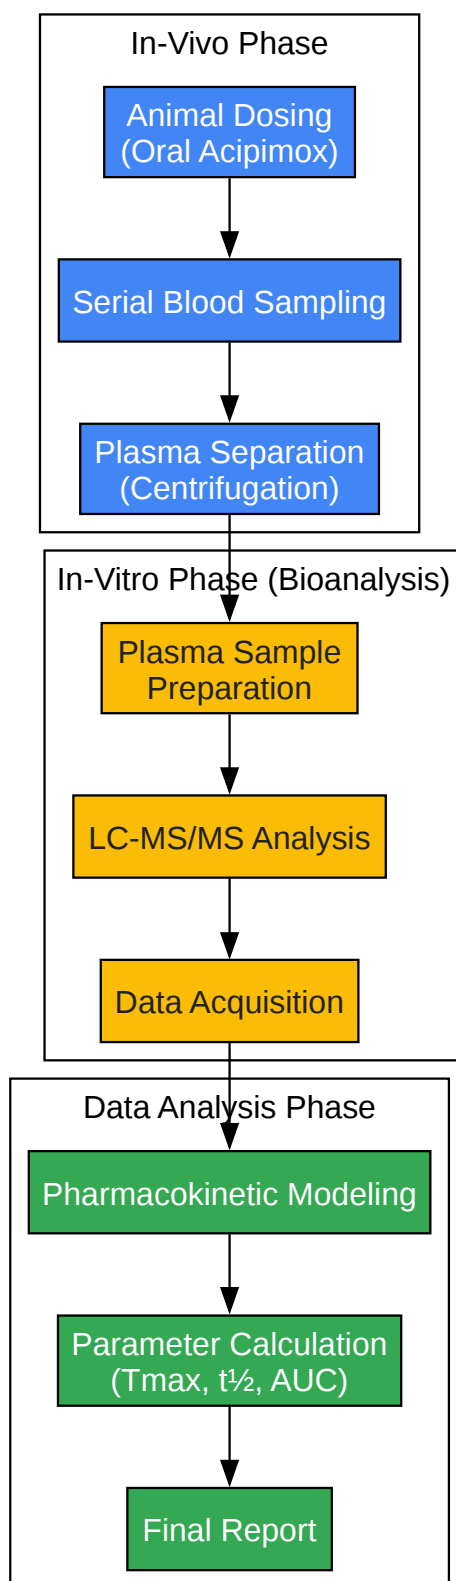 In-Vivo Phase
Animal Dosing
(Oral Acipimox)
Serial Blood Sampling
Plasma Separation
(Centrifugation)
In-Vitro Phase (Bioanalysis)
Plasma Sample
Preparation
LC-MS/MS Analysis
Data Acquisition
Data Analysis Phase
Pharmacokinetic Modeling
Parameter Calculation
(Tmax, t½, AUC)
Final Report